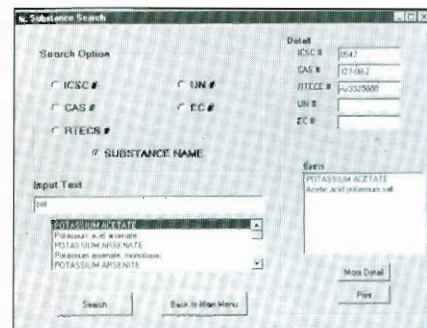 Substance Search
Search Option
ICSC #
UN #
CAS #
EC #
RTECS #
SUBSTANCE NAME
Input Text
POTASSIUM ACETATE
Potassium acid arsenate
POTASSIUM ARSENATE
Potassium arsenate, monobasic
POTASSIUM ARSENITE
Search
Back to Main Menu
Detail
ICSC #
0547
CAS #
127-08-2
RTECS #
UN #
EC #
POTASSIUM ACETATE
Acetic acid potassium salt
More Detail
Print